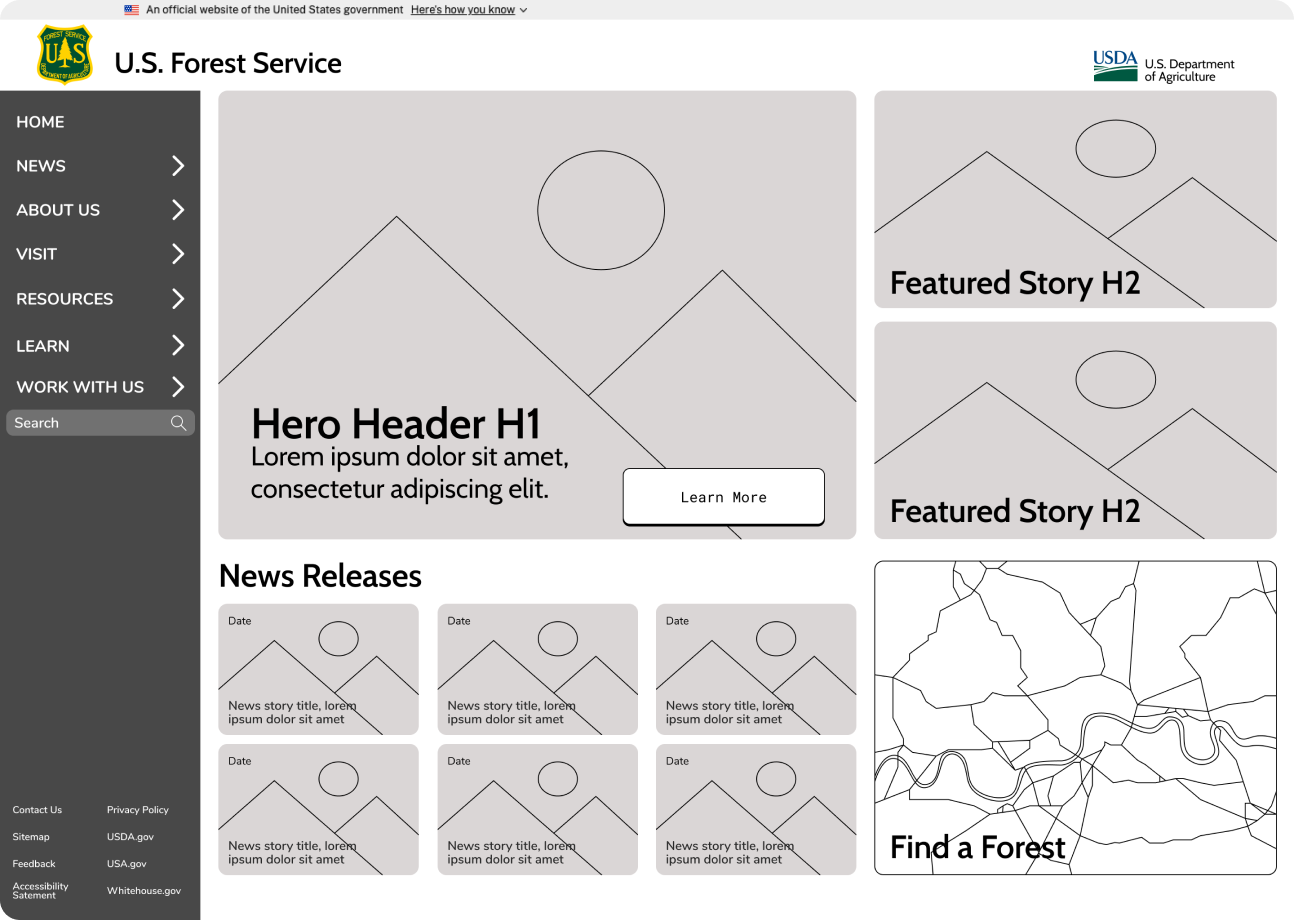 An official website of the United States government Here's how you know
FOREST SERVICE
UAS
DEPARTMENT OF AGRICULTURE
U.S. Forest Service
USDA
U.S. Department
of Agriculture
HOME
NEWS
ABOUT US
VISIT
RESOURCES
LEARN
WORK WITH US
Search
Hero Header H1
Lorem ipsum dolor sit amet,
consectetur adipiscing elit.
Learn More
Featured Story H2
Featured Story H2
News Releases
Date
News story title, lorem
ipsum dolor sit amet
Date
News story title, lorem
ipsum dolor sit amet
Date
News story title, lorem
ipsum dolor sit amet
Date
News story title, lorem
ipsum dolor sit amet
Date
News story title, lorem
ipsum dolor sit amet
Date
News story title, lorem
ipsum dolor sit amet
Find a Forest
Contact Us
Privacy Policy
Sitemap
USDA.gov
Feedback
USA.gov
Accessibility
Satement
Whitehouse.gov